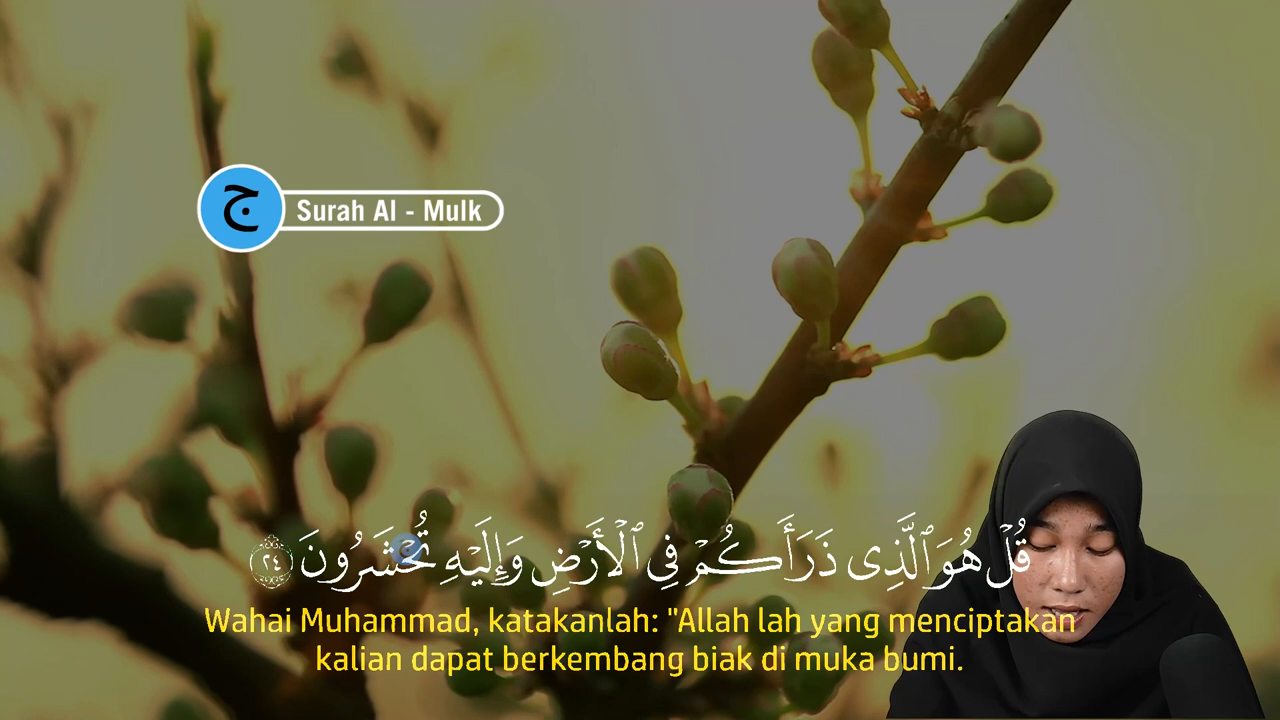 ج
Surah Al - Mulk
قُلْ هُوَ ٱلَّذِى ذَرَأَكُمْ فِى ٱلْأَرْضِ وَإِلَيْهِ تُحْشَرُونَ ٢٤
Wahai Muhammad, katakanlah: "Allah lah yang menciptakan
kalian dapat berkembang biak di muka bumi.